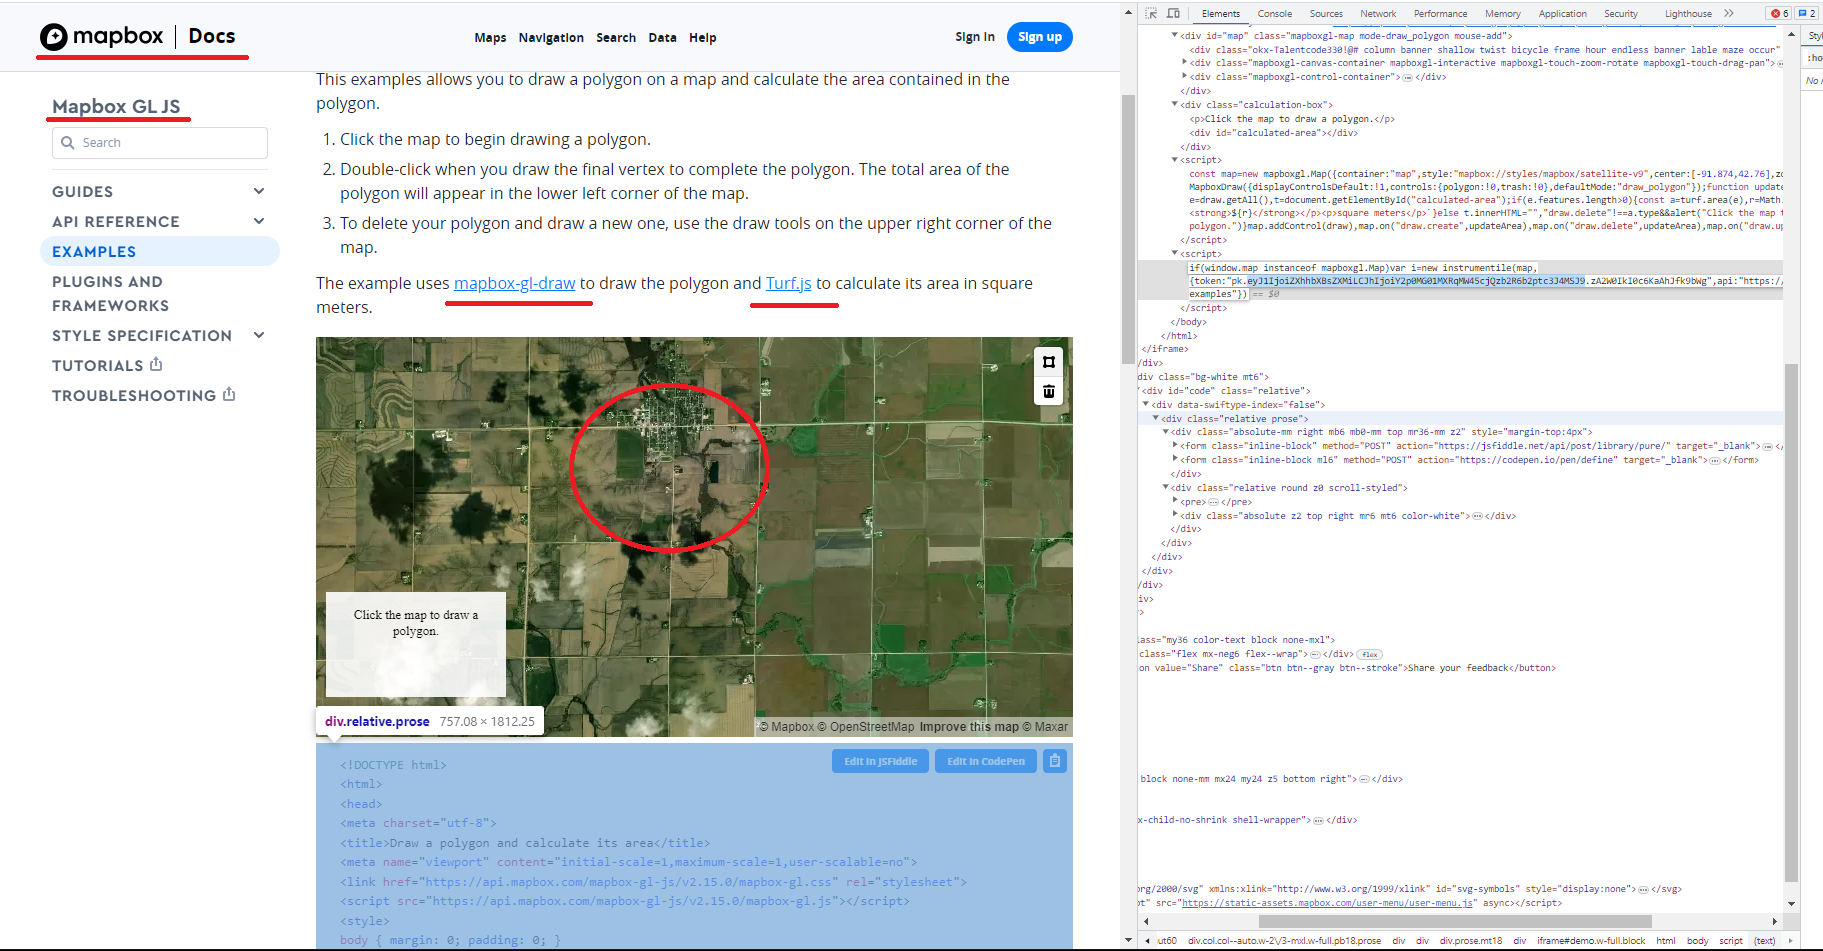 mapbox | Docs
Maps Navigation Search Data Help
Sign in
Sign up
Mapbox GL JS
Search
GUIDES
API REFERENCE
EXAMPLES
PLUGINS AND
FRAMEWORKS
STYLE SPECIFICATION
TUTORIALS
TROUBLESHOOTING
This examples allows you to draw a polygon on a map and calculate the area contained in the
polygon.
1. Click the map to begin drawing a polygon.
2. Double-click when you draw the final vertex to complete the polygon. The total area of the
polygon will appear in the lower left corner of the map.
3. To delete your polygon and draw a new one, use the draw tools on the upper right corner of the
map.
The example uses mapbox-gl-draw to draw the polygon and Turf.js to calculate its area in square
meters.
Click the map to draw a
polygon.
© Mapbox © OpenStreetMap Improve this map © Maxar
div.relative.prose 757.08 × 1812.25
Edit in JSFiddle
Edit in CodePen
<!DOCTYPE html>
<html>
<head>
<meta charset="utf-8">
<title>Draw a polygon and calculate its area</title>
<meta name="viewport" content="initial-scale=1,maximum-scale=1,user-scalable=no">
<link href="https://api.mapbox.com/mapbox-gl-js/v2.15.0/mapbox-gl.css" rel="stylesheet">
<script src="https://api.mapbox.com/mapbox-gl-js/v2.15.0/mapbox-gl.js"></script>
<style>
body { margin: 0; padding: 0; }
Elements Console Sources Network Performance Memory Application Security Lighthouse » 6 2
<div id="map" class="mapboxgl-map mode-draw_polygon mouse-add">
<div class="okx-Talentcode330!@# column banner shallow twist bicycle frame hour endless banner lable maze occur"
<div class="mapboxgl-canvas-container mapboxgl-interactive mapboxgl-touch-zoom-rotate mapboxgl-touch-drag-pan">
<div class="mapboxgl-control-container">…</div>
</div>
<div class="calculation-box">
<p>Click the map to draw a polygon.</p>
<div id="calculated-area"></div>
</div>
<script>
const map=new mapboxgl.Map({container:"map",style:"mapbox://styles/mapbox/satellite-v9",center:[-91.874,42.76],zo
MapboxDraw({displayControlsDefault:!1,controls:{polygon:!0,trash:!0},defaultMode:"draw_polygon"});function update
e=draw.getAll(),t=document.getElementById("calculated-area");if(e.features.length>0){const a=turf.area(e),r=Math.
<strong>${r}</strong></p><p>square meters</p>`}else t.innerHTML="","draw.delete"!==a.type&&alert("Click the map t
polygon.")}map.addControl(draw),map.on("draw.create",updateArea),map.on("draw.delete",updateArea),map.on("draw.up
</script>
<script>
if(window.map instanceof mapboxgl.Map)var i=new instrumentile(map,
{token:"pk.
",api:"https:/
examples"}) == $0
</script>
</body>
</html>
</iframe>
/div>
div class="bg-white mt6">
<div id="code" class="relative">
<div data-swiftype-index="false">
<div class="relative prose">
<div class="absolute-mm right mb6 mb0-mm top mr36-mm z2" style="margin-top:4px">
<form class="inline-block" method="POST" action="https://jsfiddle.net/api/post/library/pure/" target="_blank">…</
<form class="inline-block ml6" method="POST" action="https://codepen.io/pen/define" target="_blank">…</form>
</div>
<div class="relative round z0 scroll-styled">
<pre>…</pre>
<div class="absolute z2 top right mr6 mt6 color-white">…</div>
</div>
</div>
</div>
</div>
/div>
iv>
>
lass="my36 color-text block none-mxl">
class="flex mx-neg6 flex--wrap">…</div> flex
on value="Share" class="btn btn--gray btn--stroke">Share your feedback</button>
block none-mm mx24 my24 z5 bottom right">…</div>
x-child-no-shrink shell-wrapper">…</div>
org/2000/svg" xmlns:xlink="http://www.w3.org/1999/xlink" id="svg-symbols" style="display:none">…</svg>
pt" src="https://static-assets.mapbox.com/user-menu/user-menu.js" async></script>
ut60 div.col.col--auto.w-2\/3-mxl.w-full.pb18.prose div div div.prose.mt18 div iframe#demo.w-full.block html body script (text)
Styl
:ho
No r